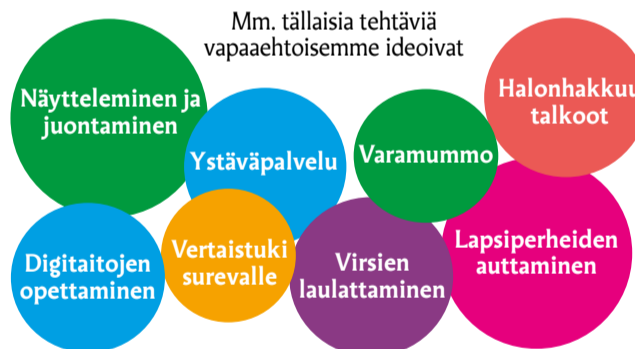 Mm. tällaisia tehtäviä
vapaaehtoisemme ideoivat
Näytteleminen ja
juontaminen
Ystäväpalvelu
Varamummo
Halonhakkuu
talkoot
Digitaitojen
opettaminen
Vertaistuki
surevalle
Virsien
laulattaminen
Lapsiperheiden
auttaminen